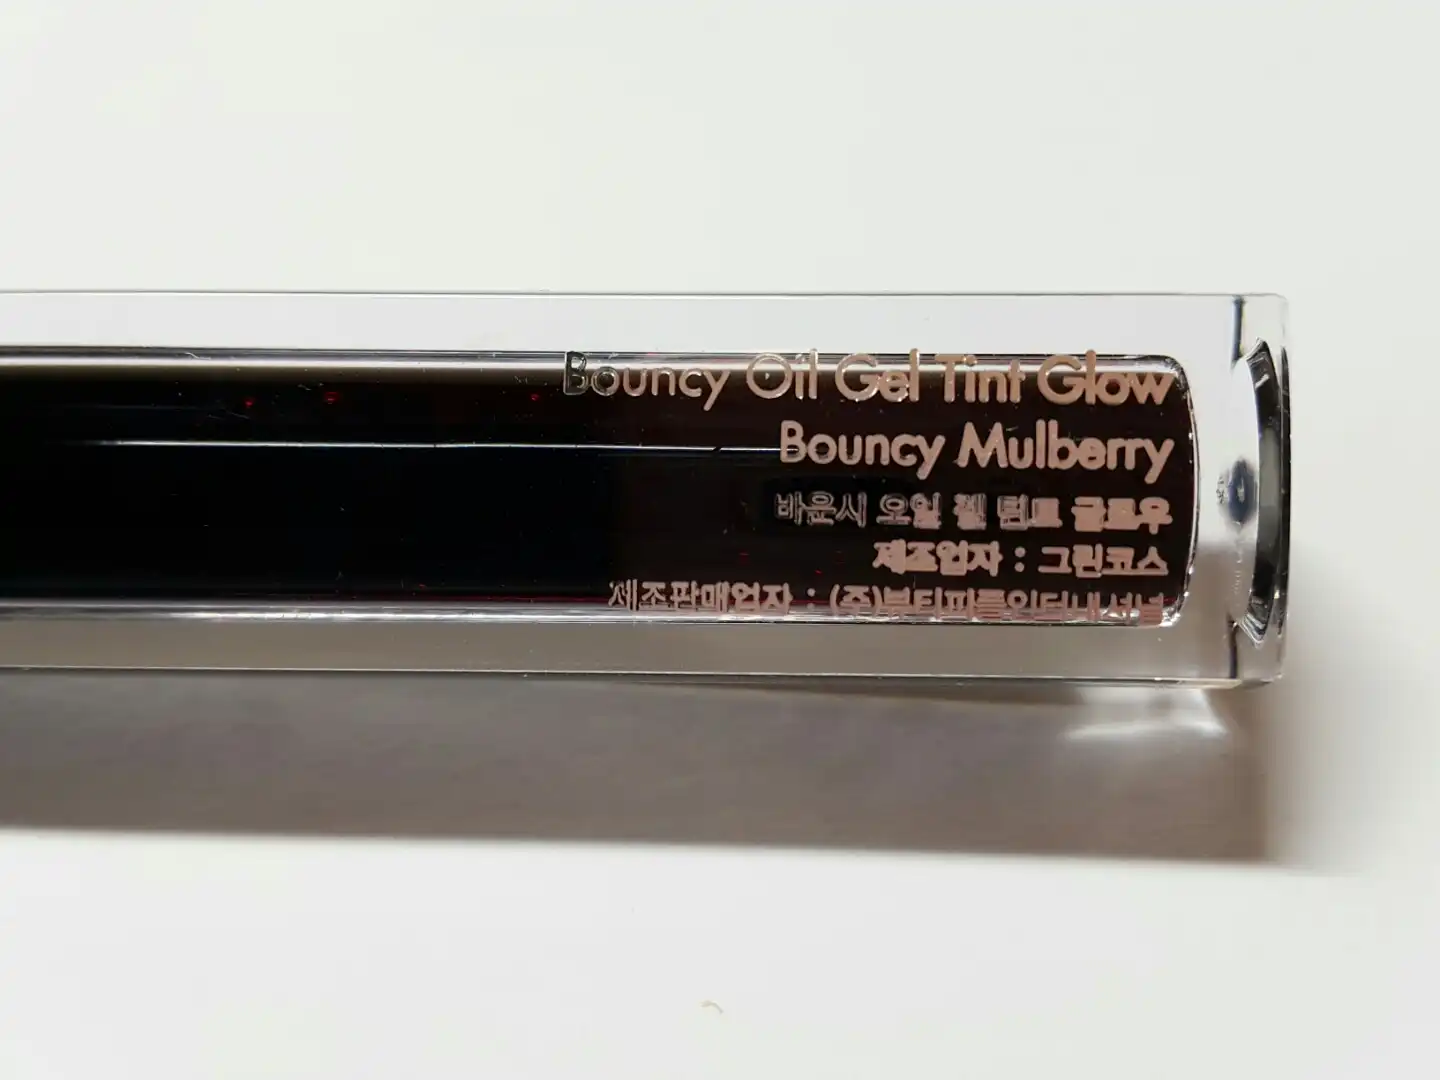 Bouncy Oil Gel Tint Glow
Bouncy Mulberry
바운시 오일 젤 틴트 글로우
제조업자 : 그린코스
제조판매업자 : (주)뷰티피플인터내셔널